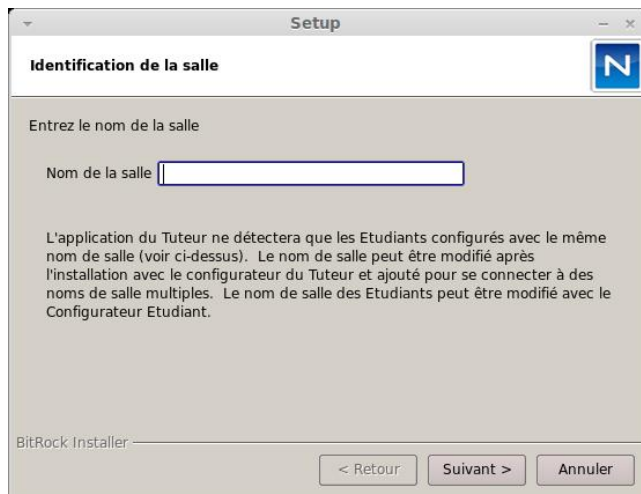 Setup
Identification de la salle
N
Entrez le nom de la salle
Nom de la salle
L'application du Tuteur ne détectera que les Etudiants configurés avec le même
nom de salle (voir ci-dessus).  Le nom de salle peut être modifié après
l'installation avec le configurateur du Tuteur et ajouté pour se connecter à des
noms de salle multiples.  Le nom de salle des Etudiants peut être modifié avec le
Configurateur Etudiant.
BitRock Installer
< Retour
Suivant >
Annuler